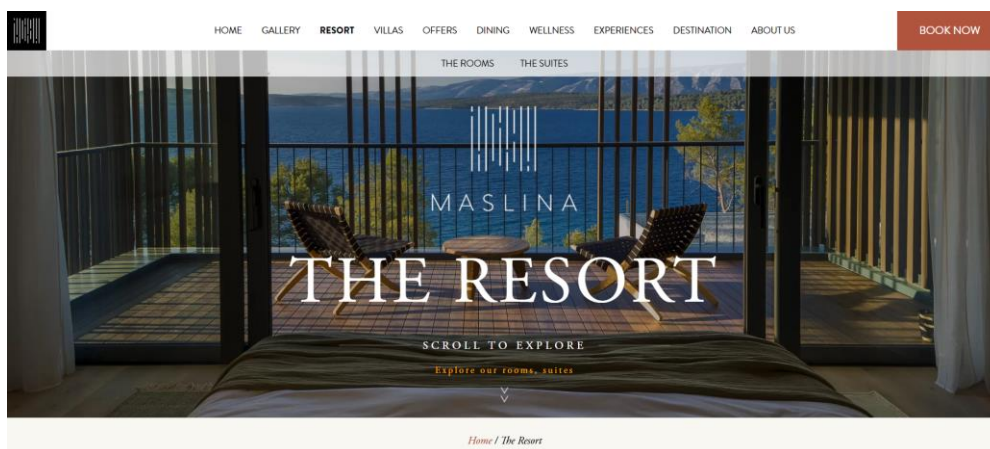 HOME GALLERY RESORT VILLAS OFFERS DINING WELLNESS EXPERIENCES DESTINATION ABOUT US BOOK NOW
THE ROOMS THE SUITES
MASLINA
THE RESORT
SCROLL TO EXPLORE
Explore our rooms, suites
Home / The Resort